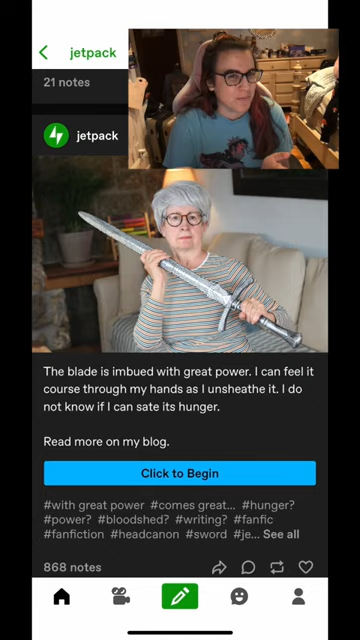 jetpack
21 notes
jetpack
The blade is imbued with great power. I can feel it
course through my hands as I unsheathe it. I do
not know if I can sate its hunger.
Read more on my blog.
Click to Begin
#with great power #comes great... #hunger?
#power? #bloodshed? #writing? #fanfic
#fanfiction #headcanon #sword #je... See all
868 notes